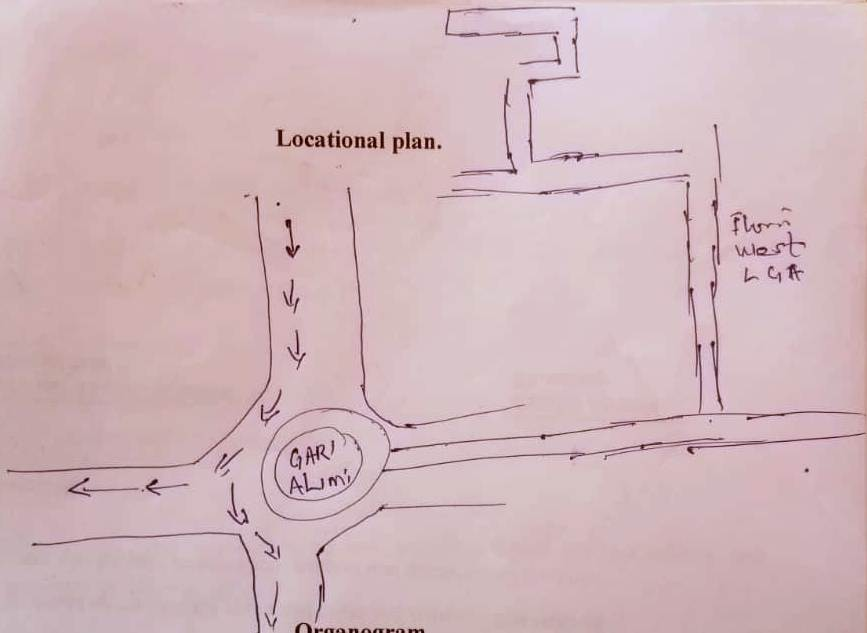 Locational plan.
Ilorin
West
LGA
GARI
ALIMI
Organogram